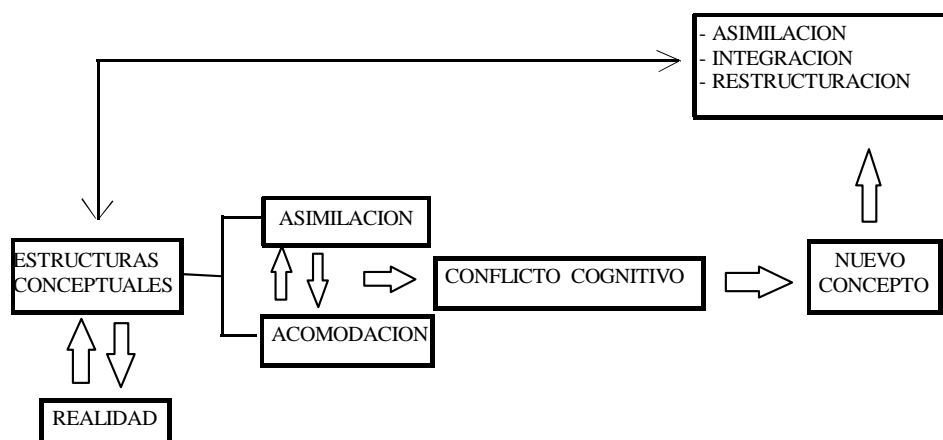 - ASIMILACION
- INTEGRACION
- RESTRUCTURACION
ASIMILACION
ESTRUCTURAS
CONCEPTUALES
CONFLICTO COGNITIVO
NUEVO
CONCEPTO
ACOMODACION
REALIDAD